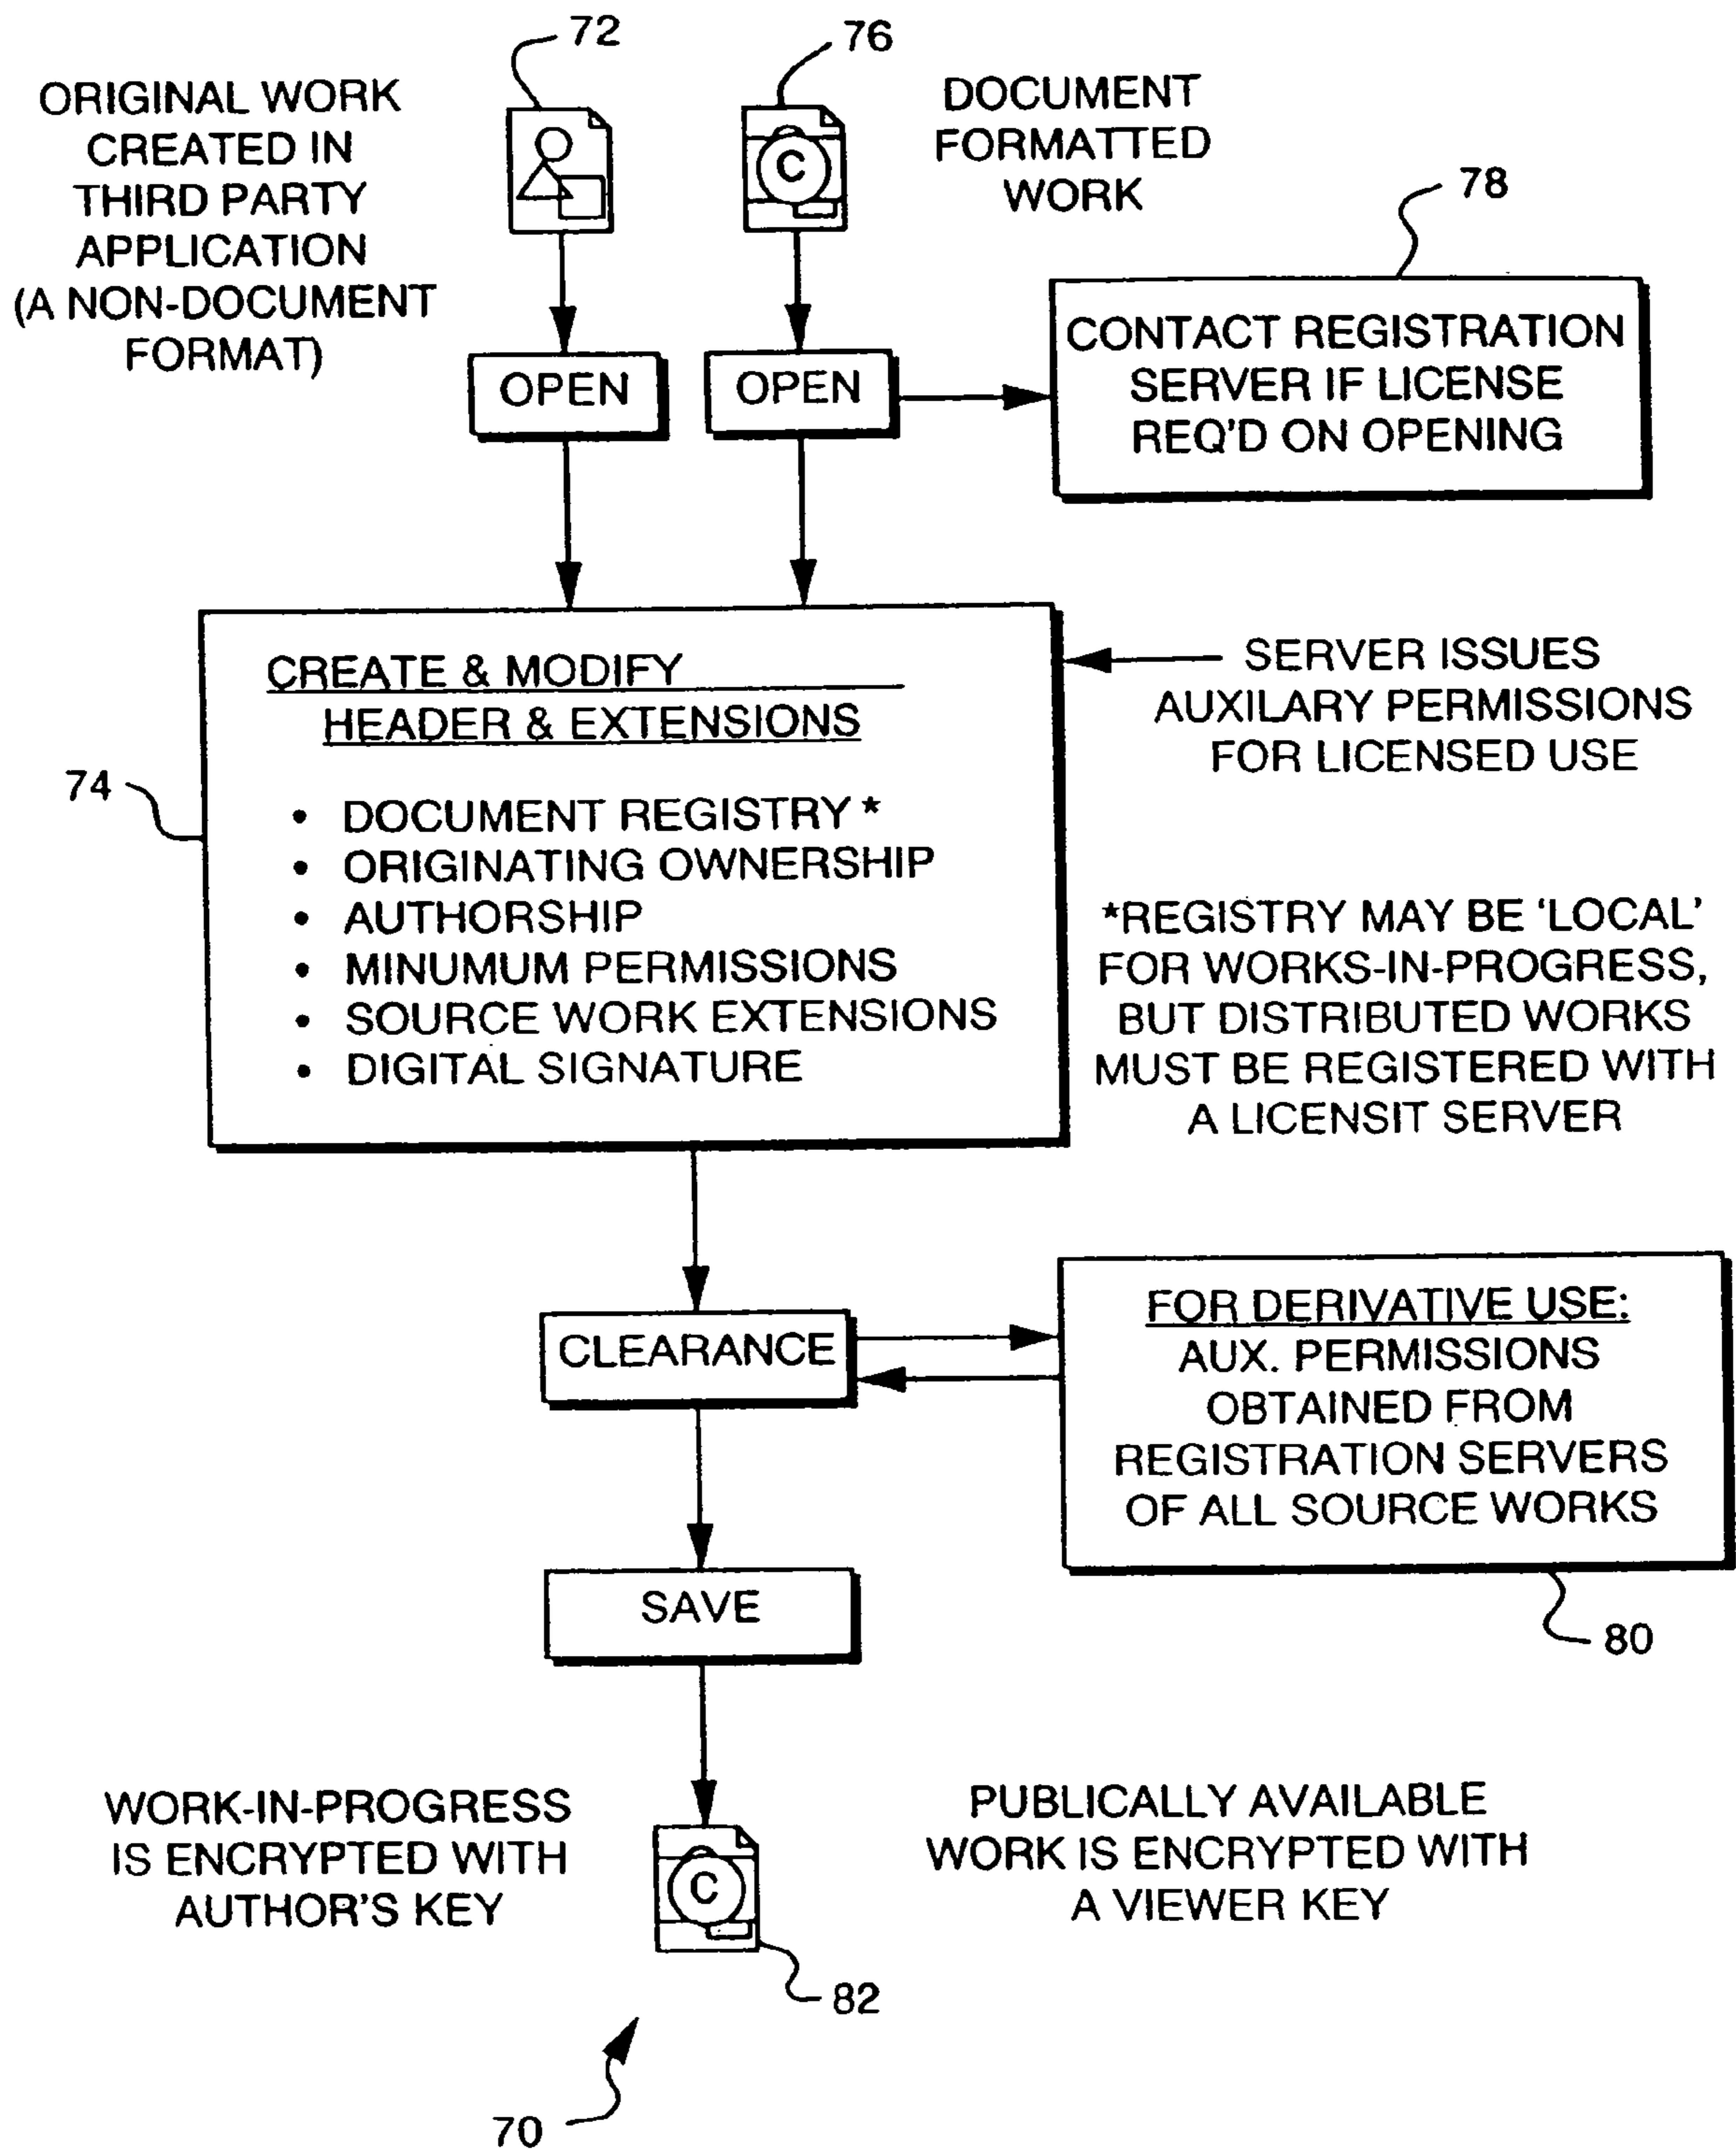 72
76
ORIGINAL WORK
CREATED IN
THIRD PARTY
APPLICATION
(A NON-DOCUMENT
FORMAT)
C
DOCUMENT
FORMATTED
WORK
78
OPEN
OPEN
CONTACT REGISTRATION
SERVER IF LICENSE
REQ'D ON OPENING
74
CREATE & MODIFY
HEADER & EXTENSIONS
• DOCUMENT REGISTRY *
• ORIGINATING OWNERSHIP
• AUTHORSHIP
• MINUMUM PERMISSIONS
• SOURCE WORK EXTENSIONS
• DIGITAL SIGNATURE
SERVER ISSUES
AUXILARY PERMISSIONS
FOR LICENSED USE
*REGISTRY MAY BE 'LOCAL'
FOR WORKS-IN-PROGRESS,
BUT DISTRIBUTED WORKS
MUST BE REGISTERED WITH
A LICENSIT SERVER
CLEARANCE
FOR DERIVATIVE USE:
AUX. PERMISSIONS
OBTAINED FROM
REGISTRATION SERVERS
OF ALL SOURCE WORKS
80
SAVE
WORK-IN-PROGRESS
IS ENCRYPTED WITH
AUTHOR'S KEY
C
PUBLICALLY AVAILABLE
WORK IS ENCRYPTED WITH
A VIEWER KEY
82
70